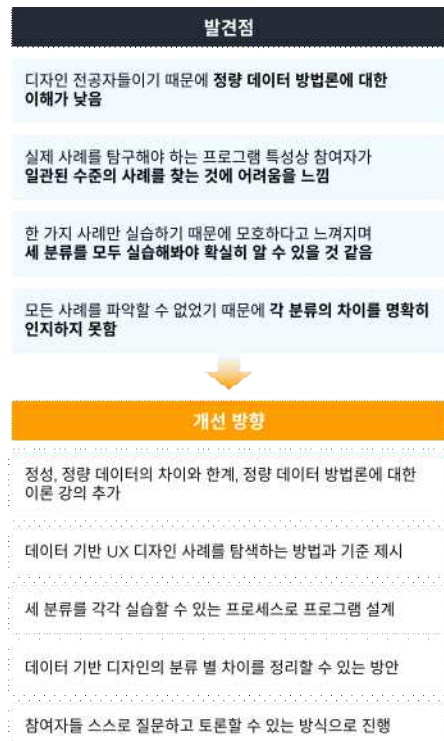 발견점
디자인 전공자들이기 때문에 정량 데이터 방법론에 대한
이해가 낮음
실제 사례를 탐구해야 하는 프로그램 특성상 참여자가
일관된 수준의 사례를 찾는 것에 어려움을 느낌
한 가지 사례만 실습하기 때문에 모호하다고 느껴지며
세 분류를 모두 실습해봐야 확실히 알 수 있을 것 같음
모든 사례를 파악할 수 없었기 때문에 각 분류의 차이를 명확히
인지하지 못함
개선 방향
정성, 정량 데이터의 차이와 한계, 정량 데이터 방법론에 대한
이론 강의 추가
데이터 기반 UX 디자인 사례를 탐색하는 방법과 기준 제시
세 분류를 각각 실습할 수 있는 프로세스로 프로그램 설계
데이터 기반 디자인의 분류 별 차이를 정리할 수 있는 방안
참여자들 스스로 질문하고 토론할 수 있는 방식으로 진행